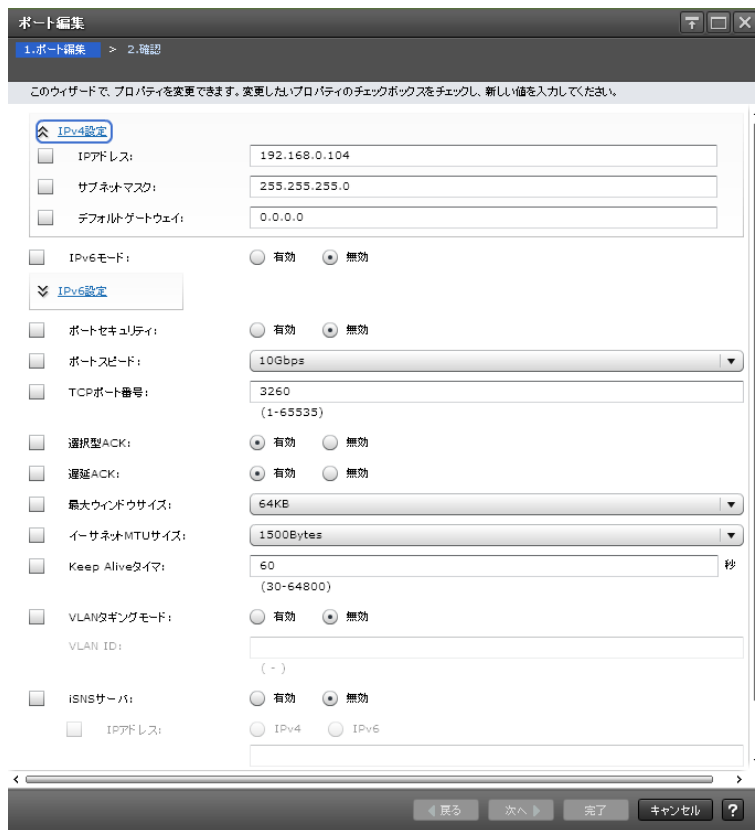 ポート編集
1.ポート編集 > 2.確認
このウィザードで、プロパティを変更できます。変更したいプロパティのチェックボックスをチェックし、新しい値を入力してください。
IPv4設定
IPアドレス: 192.168.0.104
サブネットマスク: 255.255.255.0
デフォルトゲートウェイ: 0.0.0.0
IPv6モード: 有効 無効
IPv6設定
ポートセキュリティ: 有効 無効
ポートスピード: 10Gbps
TCPポート番号: 3260
(1-65535)
選択型ACK: 有効 無効
遅延ACK: 有効 無効
最大ウィンドウサイズ: 64KB
イーサネットMTUサイズ: 1500Bytes
Keep Aliveタイマ: 60 秒
(30-64800)
VLANタギングモード: 有効 無効
VLAN ID:
( - )
iSNSサーバ: 有効 無効
IPアドレス: IPv4 IPv6
戻る 次へ 完了 キャンセル ?